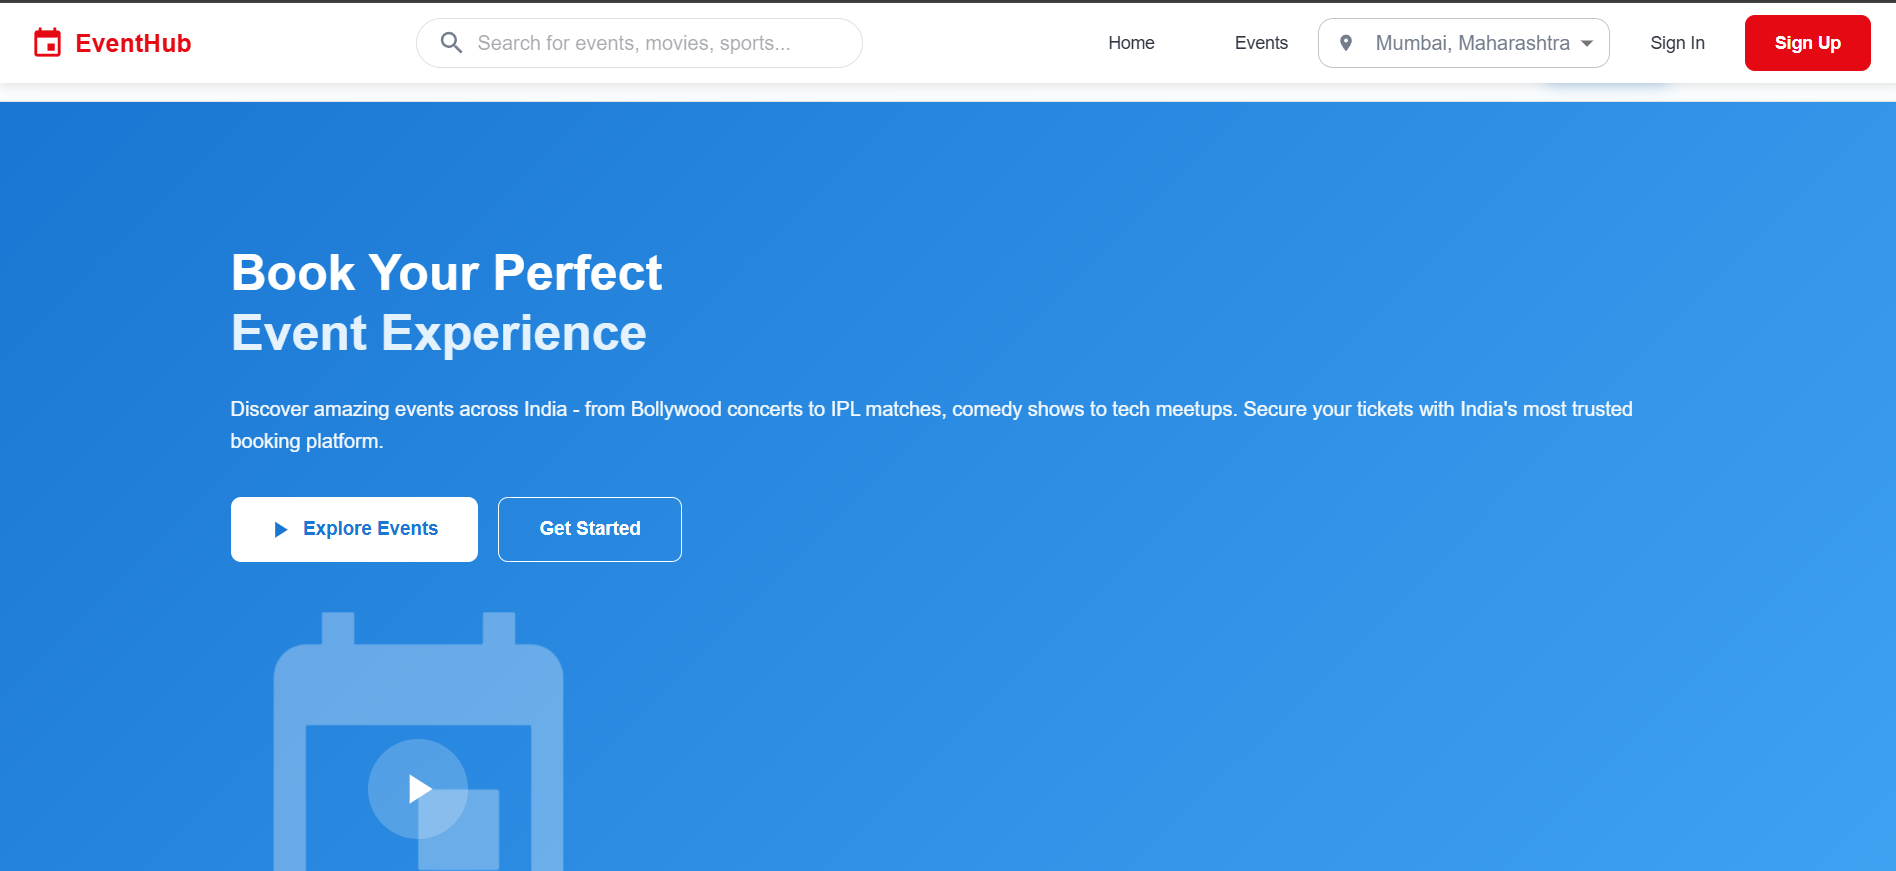 EventHub
Search for events, movies, sports...
Home
Events
Mumbai, Maharashtra
Sign In
Sign Up
Book Your Perfect
Event Experience
Discover amazing events across India - from Bollywood concerts to IPL matches, comedy shows to tech meetups. Secure your tickets with India's most trusted
booking platform.
Explore Events
Get Started